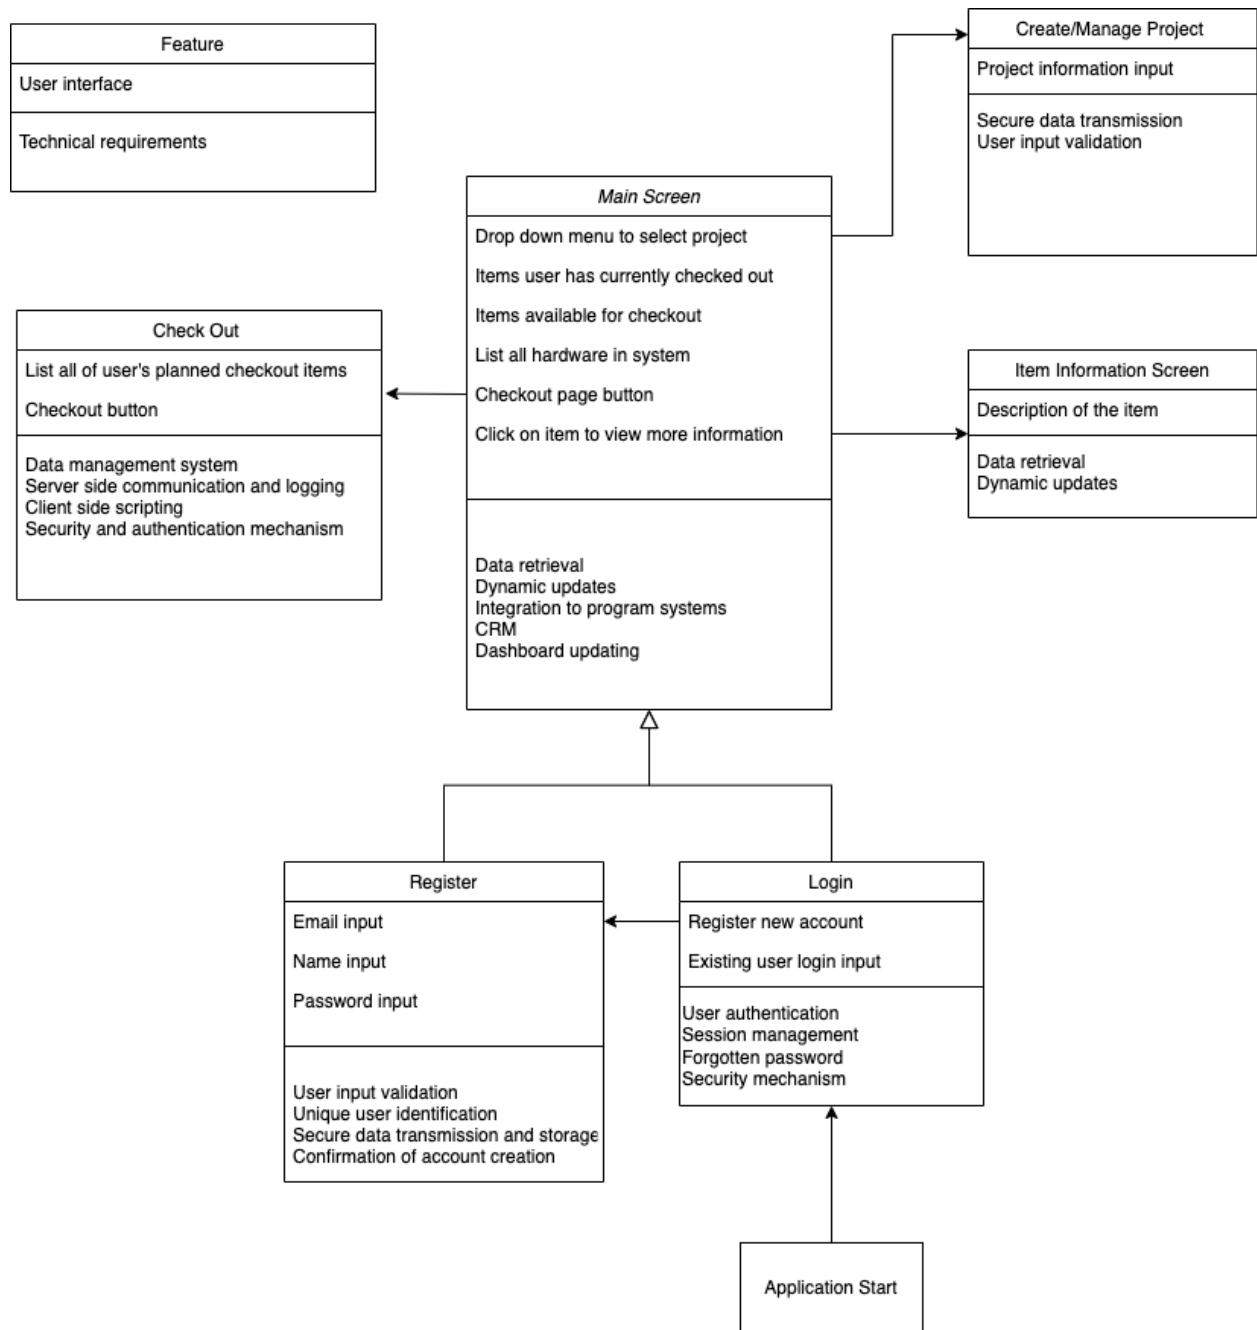 Feature
User interface
Technical requirements
Create/Manage Project
Project information input
Secure data transmission
User input validation
Main Screen
Drop down menu to select project
Items user has currently checked out
Items available for checkout
List all hardware in system
Checkout page button
Click on item to view more information
Data retrieval
Dynamic updates
Integration to program systems
CRM
Dashboard updating
Check Out
List all of user's planned checkout items
Checkout button
Data management system
Server side communication and logging
Client side scripting
Security and authentication mechanism
Item Information Screen
Description of the item
Data retrieval
Dynamic updates
Register
Email input
Name input
Password input
User input validation
Unique user identification
Secure data transmission and storage
Confirmation of account creation
Login
Register new account
Existing user login input
User authentication
Session management
Forgotten password
Security mechanism
Application Start